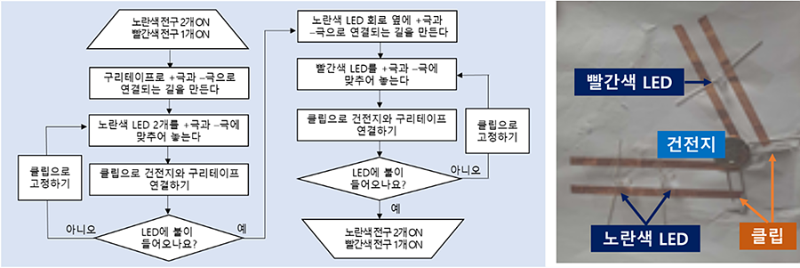 노란색전구 2개ON
빨간색전구 1개ON
구리테이프로 +극과 –극으로
연결되는 길을 만든다
노란색 LED 2개를 +극과 –극에
맞추어 놓는다
클립으로
고정하기
클립으로 건전지와 구리테이프
연결하기
아니오
LED에 불이
들어오나요?
예
노란색 LED 회로 옆에 +극과
–극으로 연결되는 길을 만든다
빨간색 LED를 +극과 –극에
맞추어 놓는다
클립으로 건전지와 구리테이프
연결하기
클립으로
고정하기
LED에 불이
들어오나요?
아니오
예
노란색전구 2개ON
빨간색전구 1개ON
빨간색 LED
건전지
노란색 LED
클립